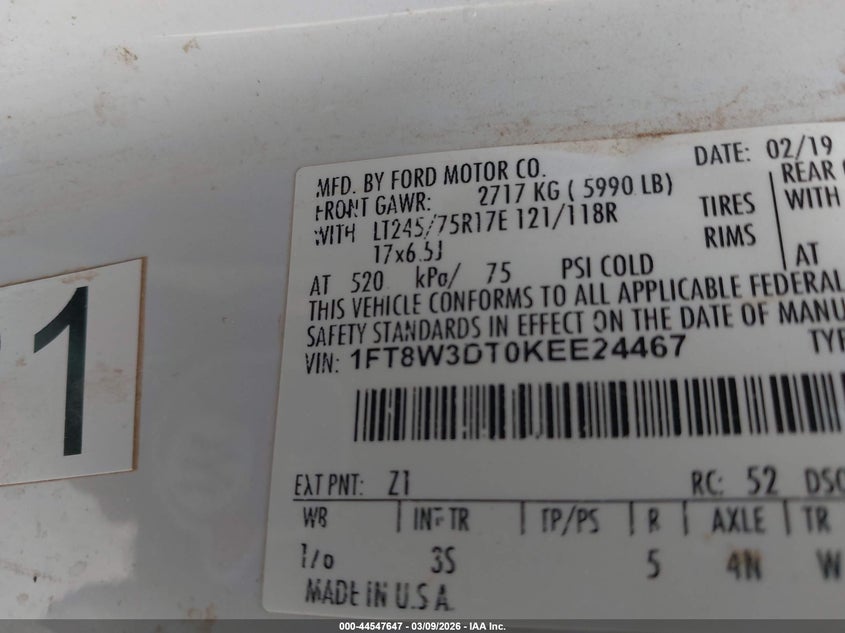 DATE: 02/19
MFD. BY FORD MOTOR CO.
FRONT GAWR: 2717 KG ( 5990 LB)
REAR
WITH LT245/75R17E 121/118R TIRES WITH
17x6.5J RIMS
AT 520 kPa/ 75 PSI COLD AT
THIS VEHICLE CONFORMS TO ALL APPLICABLE FEDERAL
SAFETY STANDARDS IN EFFECT ON THE DATE OF MANU
VIN: 1FT8W3DT0KEE24467 TYP
1
EXT PNT: Z1 RC: 52 DSO
WB INT TR TP/PS R AXLE TR
3S 5 4N W
MADE IN U.S.A.
000-44547647 - 03/09/2026 - IAA Inc.